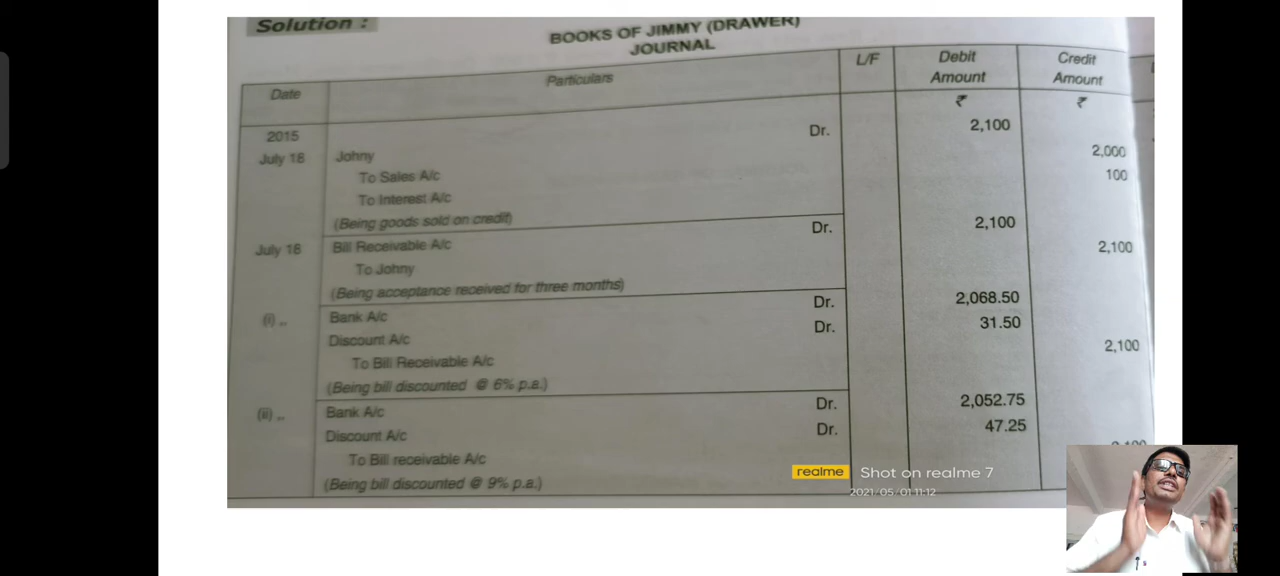 Solution :
BOOKS OF JIMMY (DRAWER)
JOURNAL
Date Particulars L/F Debit Amount Credit Amount
₹ ₹
2015
July 18 Johny Dr. 2,100
To Sales A/c 2,000
To Interest A/c 100
(Being goods sold on credit)
July 18 Bill Receivable A/c Dr. 2,100
To Johny 2,100
(Being acceptance received for three months)
(i) ,, Bank A/c Dr. 2,068.50
Discount A/c Dr. 31.50
To Bill Receivable A/c 2,100
(Being bill discounted @ 6% p.a.)
(ii) ,, Bank A/c Dr. 2,052.75
Discount A/c Dr. 47.25
To Bill receivable A/c
(Being bill discounted @ 9% p.a.)
realme Shot on realme 7
2021/05/01 11:12